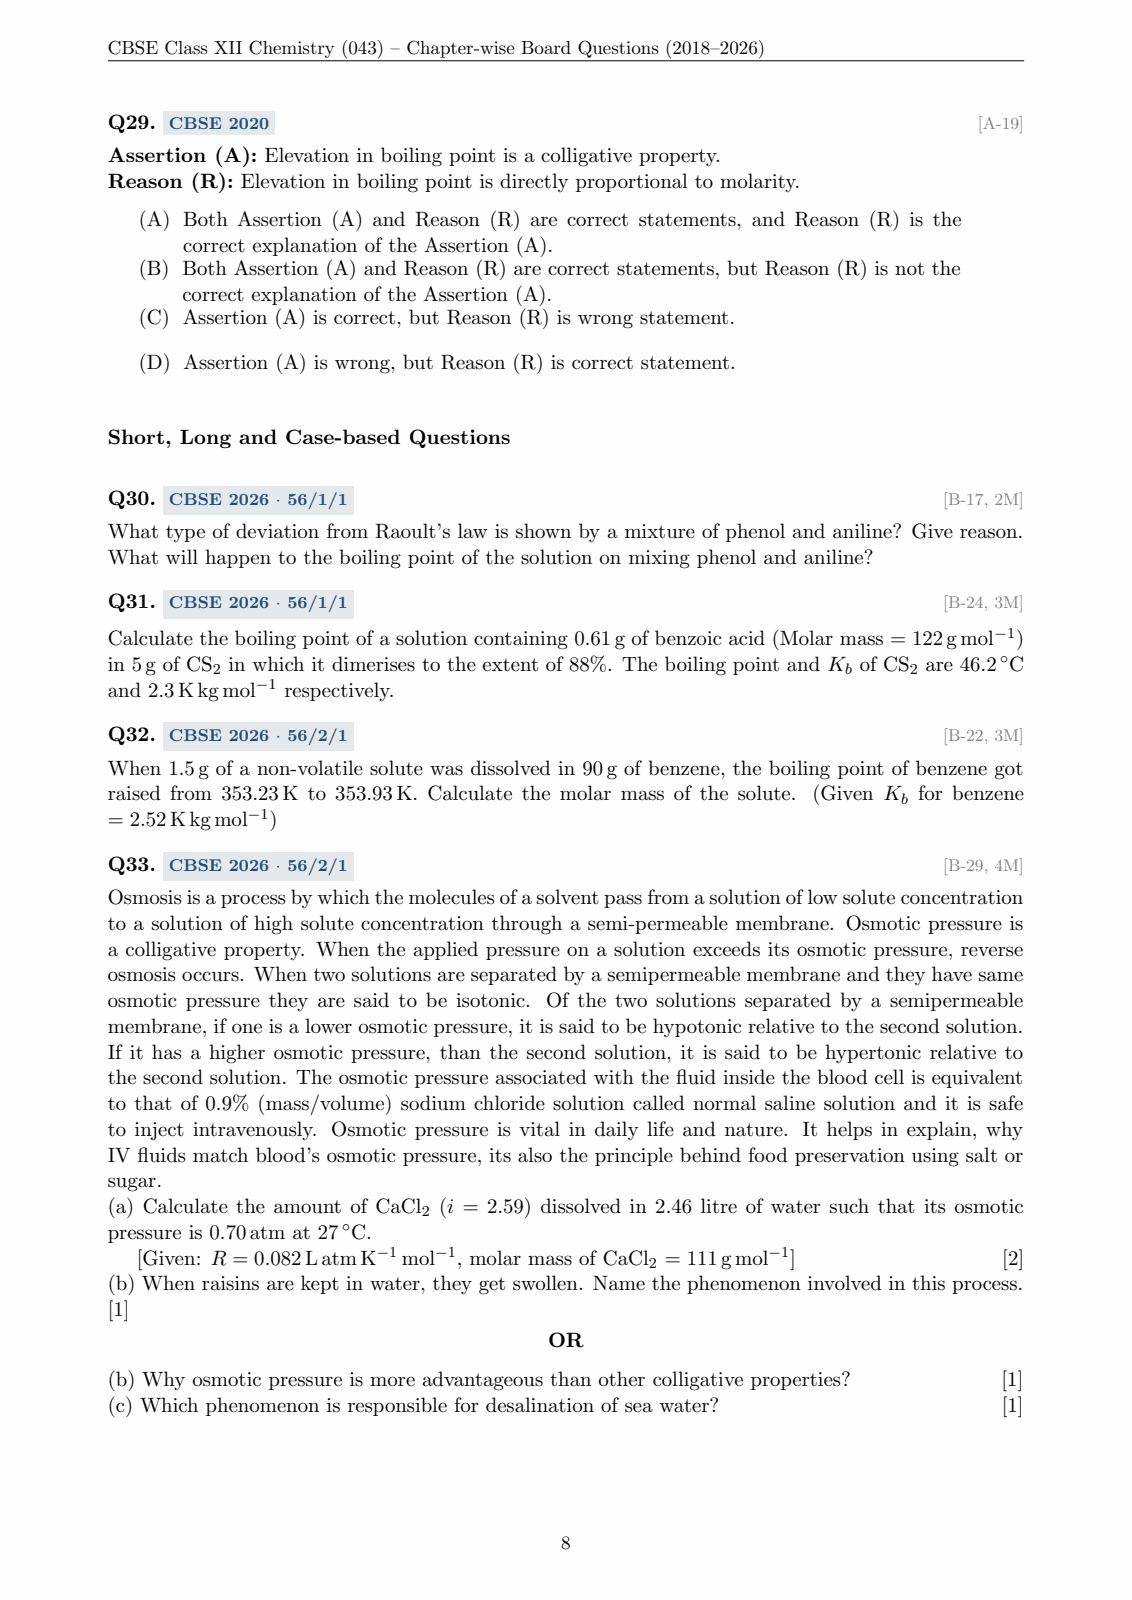 CBSE Class XII Chemistry (043) – Chapter-wise Board Questions (2018–2026)
Q29. CBSE 2020 [A-19]
Assertion (A): Elevation in boiling point is a colligative property.
Reason (R): Elevation in boiling point is directly proportional to molarity.
(A) Both Assertion (A) and Reason (R) are correct statements, and Reason (R) is the
correct explanation of the Assertion (A).
(B) Both Assertion (A) and Reason (R) are correct statements, but Reason (R) is not the
correct explanation of the Assertion (A).
(C) Assertion (A) is correct, but Reason (R) is wrong statement.
(D) Assertion (A) is wrong, but Reason (R) is correct statement.
Short, Long and Case-based Questions
Q30. CBSE 2026 · 56/1/1 [B-17, 2M]
What type of deviation from Raoult's law is shown by a mixture of phenol and aniline? Give reason.
What will happen to the boiling point of the solution on mixing phenol and aniline?
Q31. CBSE 2026 · 56/1/1 [B-24, 3M]
Calculate the boiling point of a solution containing 0.61 g of benzoic acid (Molar mass = 122 g mol⁻¹)
in 5 g of CS₂ in which it dimerises to the extent of 88%. The boiling point and K_b of CS₂ are 46.2 °C
and 2.3 K kg mol⁻¹ respectively.
Q32. CBSE 2026 · 56/2/1 [B-22, 3M]
When 1.5 g of a non-volatile solute was dissolved in 90 g of benzene, the boiling point of benzene got
raised from 353.23 K to 353.93 K. Calculate the molar mass of the solute. (Given K_b for benzene
= 2.52 K kg mol⁻¹)
Q33. CBSE 2026 · 56/2/1 [B-29, 4M]
Osmosis is a process by which the molecules of a solvent pass from a solution of low solute concentration
to a solution of high solute concentration through a semi-permeable membrane. Osmotic pressure is
a colligative property. When the applied pressure on a solution exceeds its osmotic pressure, reverse
osmosis occurs. When two solutions are separated by a semipermeable membrane and they have same
osmotic pressure they are said to be isotonic. Of the two solutions separated by a semipermeable
membrane, if one is a lower osmotic pressure, it is said to be hypotonic relative to the second solution.
If it has a higher osmotic pressure, than the second solution, it is said to be hypertonic relative to
the second solution. The osmotic pressure associated with the fluid inside the blood cell is equivalent
to that of 0.9% (mass/volume) sodium chloride solution called normal saline solution and it is safe
to inject intravenously. Osmotic pressure is vital in daily life and nature. It helps in explain, why
IV fluids match blood's osmotic pressure, its also the principle behind food preservation using salt or
sugar.
(a) Calculate the amount of CaCl₂ (i = 2.59) dissolved in 2.46 litre of water such that its osmotic
pressure is 0.70 atm at 27 °C.
[Given: R = 0.082 L atm K⁻¹ mol⁻¹, molar mass of CaCl₂ = 111 g mol⁻¹] [2]
(b) When raisins are kept in water, they get swollen. Name the phenomenon involved in this process.
[1]
OR
(b) Why osmotic pressure is more advantageous than other colligative properties? [1]
(c) Which phenomenon is responsible for desalination of sea water? [1]
8